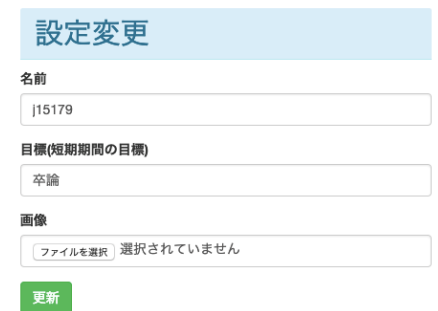 設定変更
名前
j15179
目標(短期期間の目標)
卒論
画像
ファイルを選択 選択されていません
更新